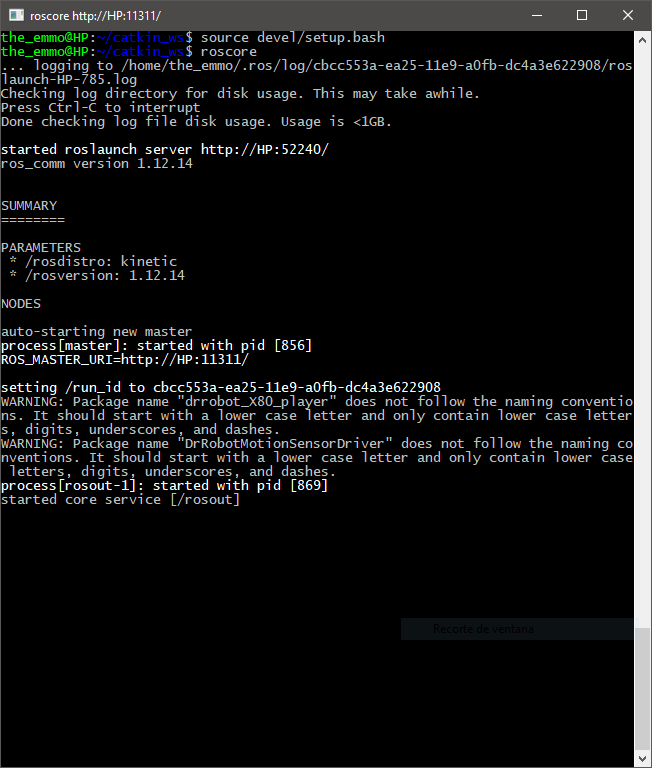 roscore http://HP:11311/
the_emmo@HP:~/catkin_ws$ source devel/setup.bash
the_emmo@HP:~/catkin_ws$ roscore
... logging to /home/the_emmo/.ros/log/cbcc553a-ea25-11e9-a0fb-dc4a3e622908/ros
launch-HP-785.log
Checking log directory for disk usage. This may take awhile.
Press Ctrl-C to interrupt
Done checking log file disk usage. Usage is <1GB.
started roslaunch server http://HP:52240/
ros_comm version 1.12.14
SUMMARY
========
PARAMETERS
* /rosdistro: kinetic
* /rosversion: 1.12.14
NODES
auto-starting new master
process[master]: started with pid [856]
ROS_MASTER_URI=http://HP:11311/
setting /run_id to cbcc553a-ea25-11e9-a0fb-dc4a3e622908
WARNING: Package name "drrobot_X80_player" does not follow the naming conventio
ns. It should start with a lower case letter and only contain lower case letter
s, digits, underscores, and dashes.
WARNING: Package name "DrRobotMotionSensorDriver" does not follow the naming co
nventions. It should start with a lower case letter and only contain lower case
letters, digits, underscores, and dashes.
process[rosout-1]: started with pid [869]
started core service [/rosout]
Recorte de ventana